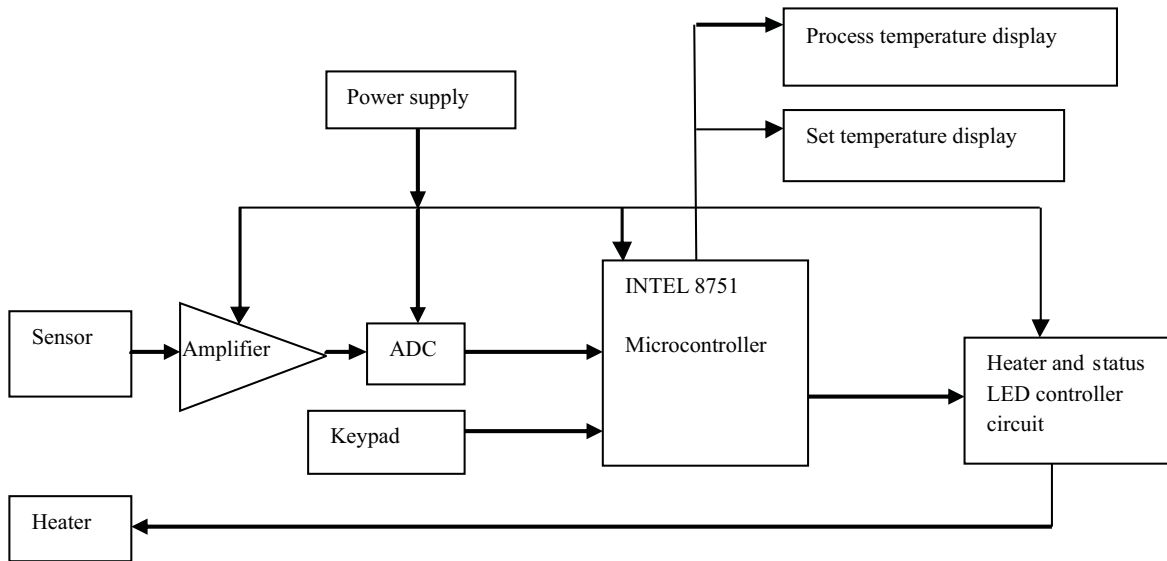 Process temperature display
Power supply
Set temperature display
INTEL 8751
Microcontroller
Sensor
Amplifier
ADC
Heater and status
LED controller
circuit
Keypad
Heater